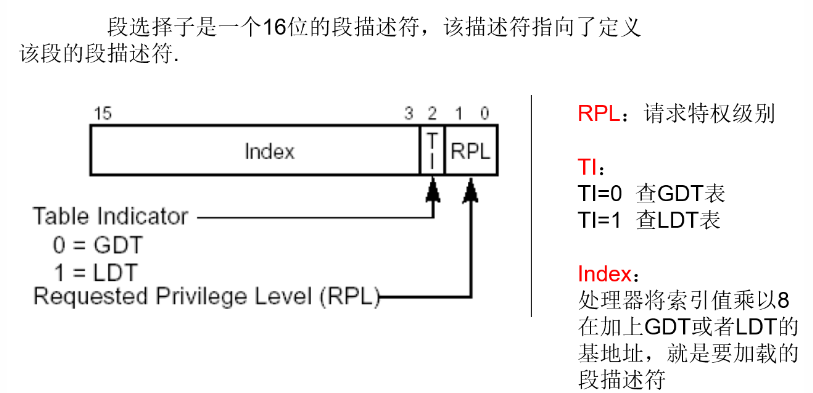 段选择子是一个16位的段描述符，该描述符指向了定义
该段的段描述符.
15 3 2 1 0
Index TI RPL
Table Indicator
0 = GDT
1 = LDT
Requested Privilege Level (RPL)
RPL：请求特权级别
TI：
TI=0 查GDT表
TI=1 查LDT表
Index：
处理器将索引值乘以8
在加上GDT或者LDT的
基地址，就是要加载的
段描述符